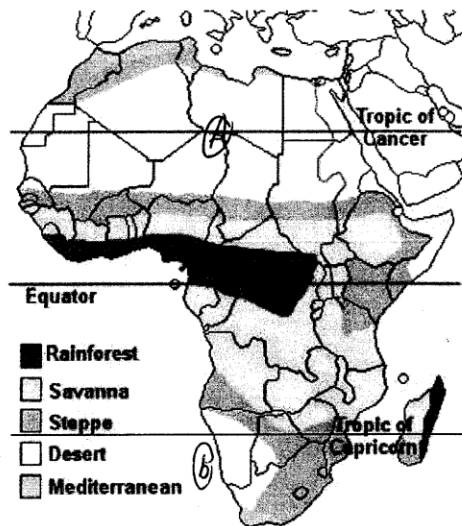 A
Tropic of
Cancer
Equator
Rainforest
Savanna
Steppe
Desert
Mediterranean
Tropic of
Capricorn
b